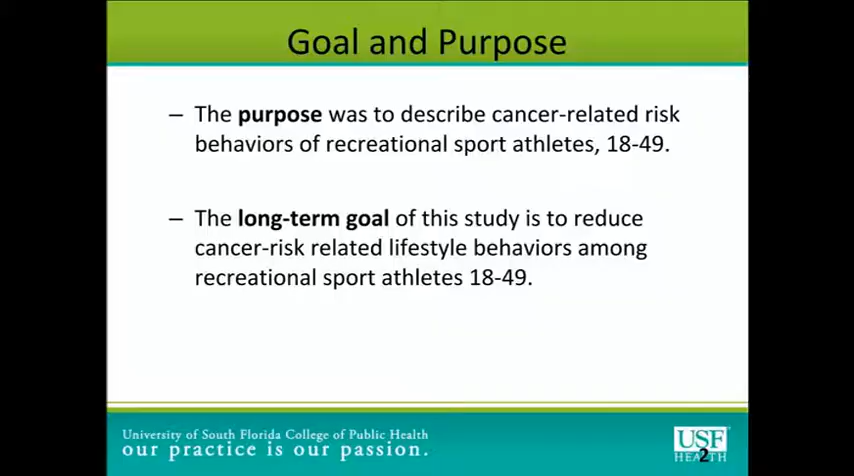 Goal and Purpose
– The purpose was to describe cancer-related risk
behaviors of recreational sport athletes, 18-49.
– The long-term goal of this study is to reduce
cancer-risk related lifestyle behaviors among
recreational sport athletes 18-49.
University of South Florida College of Public Health
our practice is our passion.
USF
HEALTH
2